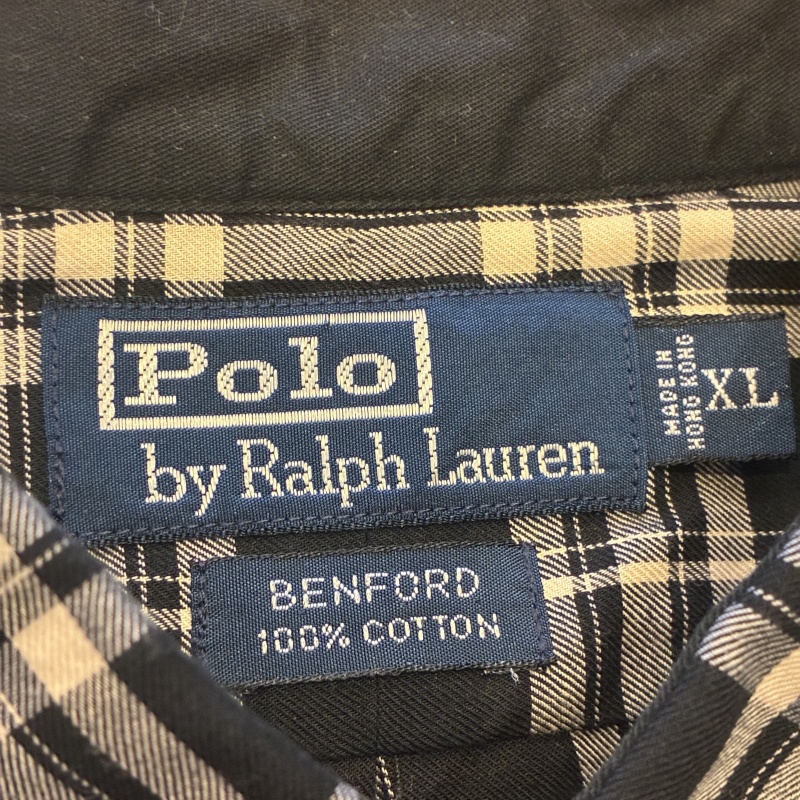 Polo
by Ralph Lauren
MADE IN
HONG KONG
XL
BENFORD
100% COTTON